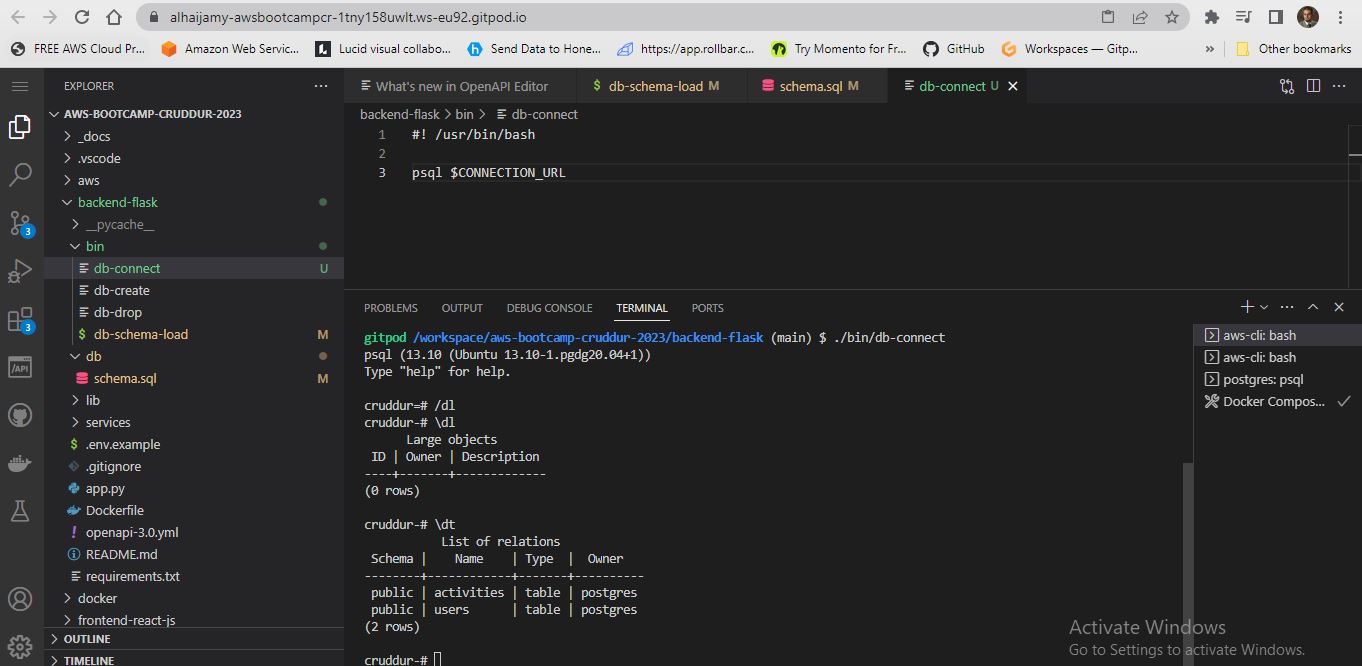 alhaijamy-awsbootcampcr-1tny158uwlt.ws-eu92.gitpod.io
FREE AWS Cloud Pr...
Amazon Web Servic...
Lucid visual collabo...
Send Data to Hone...
https://app.rollbar.c...
Try Momento for Fr...
GitHub
Workspaces — Gitp...
»
Other bookmarks
EXPLORER
...
What's new in OpenAPI Editor
$ db-schema-load M
schema.sql M
db-connect U
AWS-BOOTCAMP-CRUDDUR-2023
_docs
.vscode
aws
backend-flask
__pycache__
bin
db-connect U
db-create
db-drop
$ db-schema-load M
db
schema.sql M
lib
services
$ .env.example
.gitignore
app.py
Dockerfile
! openapi-3.0.yml
README.md
requirements.txt
docker
frontend-react-js
OUTLINE
TIMELINE
3
3
/API
backend-flask > bin > db-connect
1 #! /usr/bin/bash
2
3 psql $CONNECTION_URL
PROBLEMS OUTPUT DEBUG CONSOLE TERMINAL PORTS
gitpod /workspace/aws-bootcamp-cruddur-2023/backend-flask (main) $ ./bin/db-connect
psql (13.10 (Ubuntu 13.10-1.pgdg20.04+1))
Type "help" for help.
cruddur=# /dl
cruddur-# \dl
Large objects
ID | Owner | Description
----+-------+-------------
(0 rows)
cruddur-# \dt
List of relations
Schema | Name | Type | Owner
--------+------------+-------+----------
public | activities | table | postgres
public | users | table | postgres
(2 rows)
cruddur-#
aws-cli: bash
aws-cli: bash
postgres: psql
Docker Compos...
Activate Windows
Go to Settings to activate Windows.